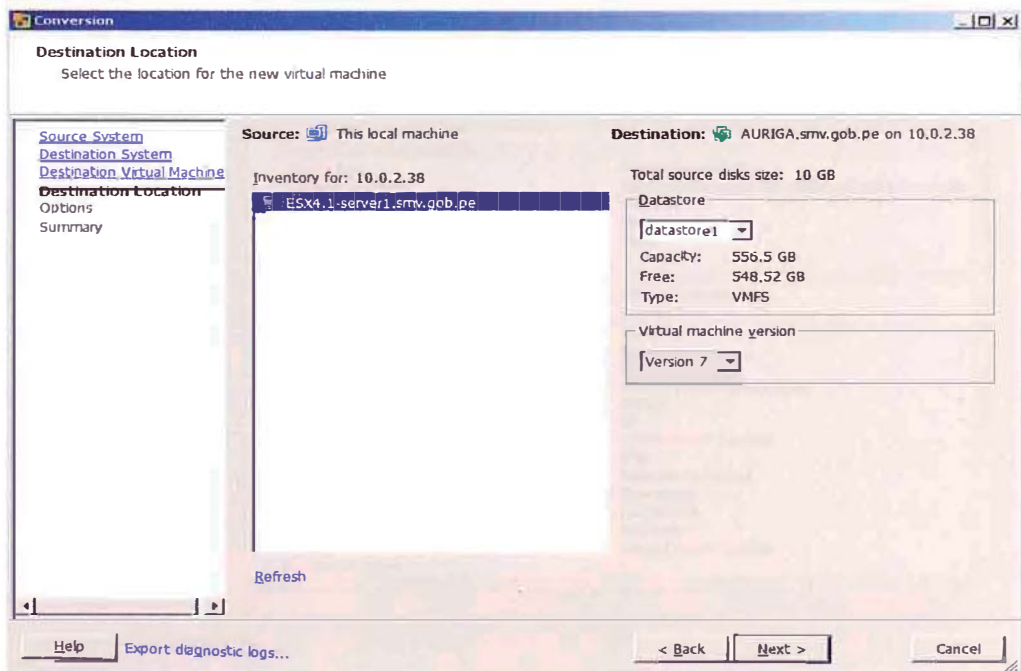 Conversion
Destination Location
Select the location for the new virtual machine
Source System
Destination System
Destination Virtual Machine
Destination Location
Options
Summary
Source: This local machine
Destination: AURIGA.smv.gob.pe on 10.0.2.38
Inventory for: 10.0.2.38
ESX4.1-server1.smv.gob.pe
Total source disks size: 10 GB
Datastore
datastore1
Capacity: 556.5 GB
Free: 548.52 GB
Type: VMFS
Virtual machine version
Version 7
Refresh
Help
Export diagnostic logs...
< Back
Next >
Cancel